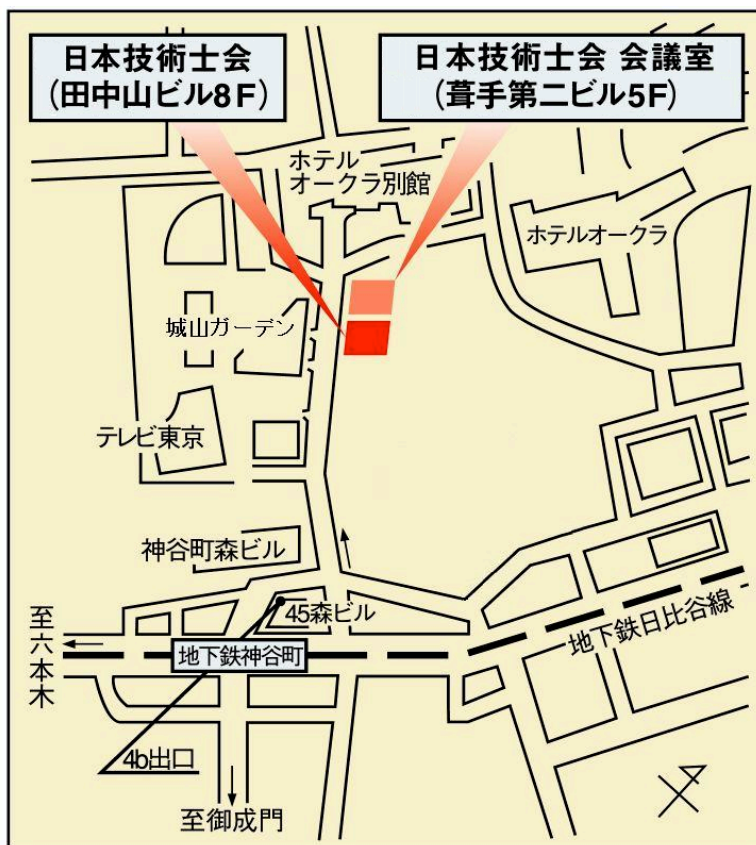 日本技術士会
(田中山ビル8F)
日本技術士会 会議室
(葺手第二ビル5F)
ホテル
オークラ別館
ホテルオークラ
城山ガーデン
テレビ東京
神谷町森ビル
45森ビル
至六本木
地下鉄神谷町
地下鉄日比谷線
4b出口
至御成門